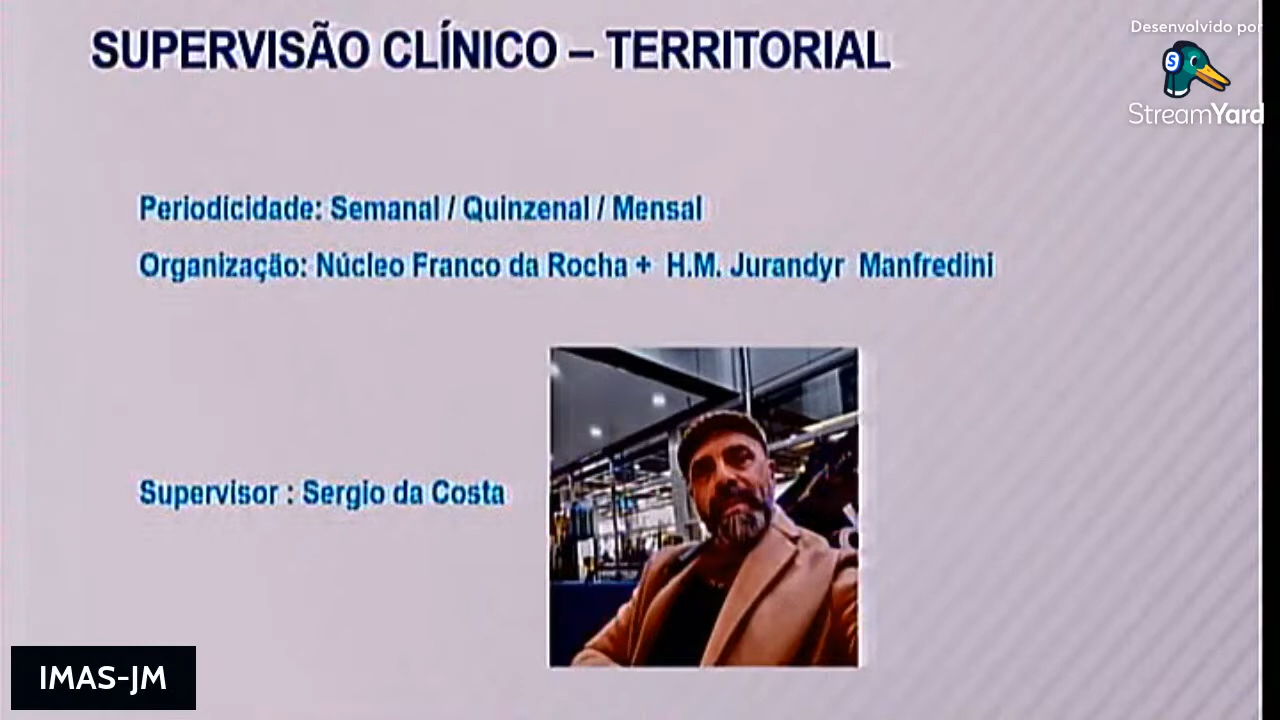 SUPERVISÃO CLÍNICO – TERRITORIAL
Desenvolvido por
StreamYard
Periodicidade: Semanal / Quinzenal / Mensal
Organização: Núcleo Franco da Rocha + H.M. Jurandyr Manfredini
Supervisor : Sergio da Costa
IMAS-JM